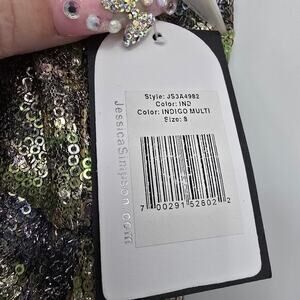 Style: JS3A4982
Color: IND
Color: INDIGO MULTI
Size: 8
7 00291 52802 2
JessicaSimpson.com